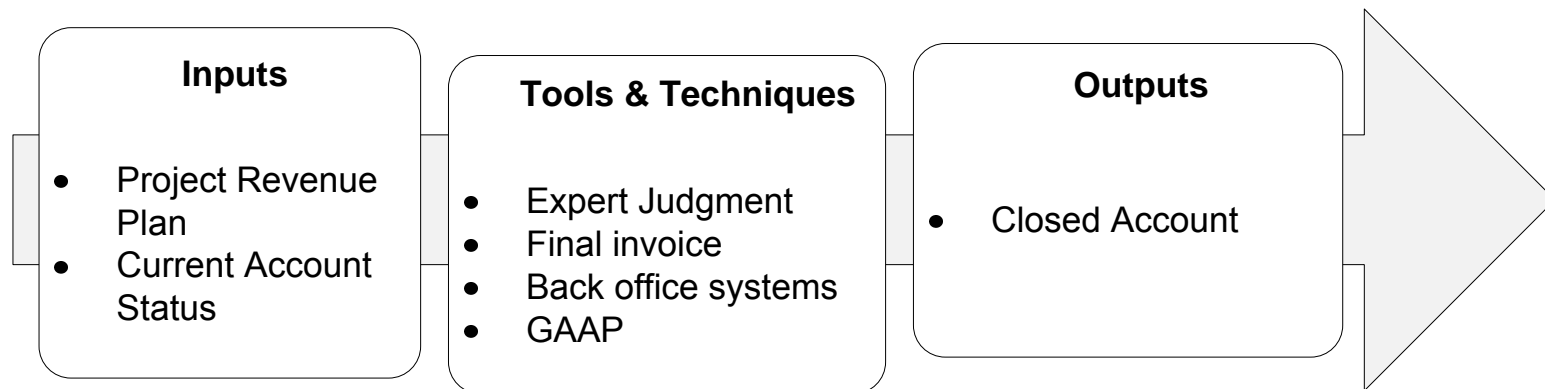 Inputs
• Project Revenue
Plan
• Current Account
Status
Tools & Techniques
• Expert Judgment
• Final invoice
• Back office systems
• GAAP
Outputs
• Closed Account